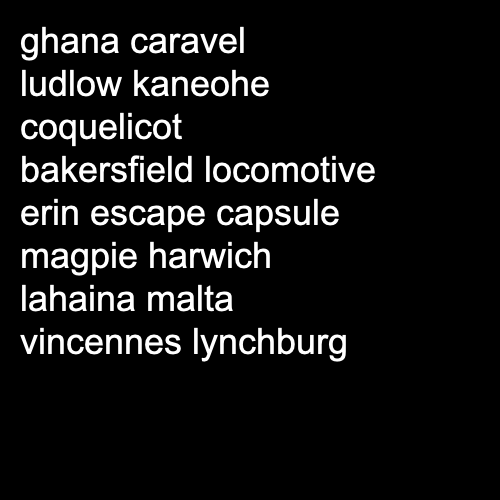 ghana caravel
ludlow kaneohe
coquelicot
bakersfield locomotive
erin escape capsule
magpie harwich
lahaina malta
vincennes lynchburg